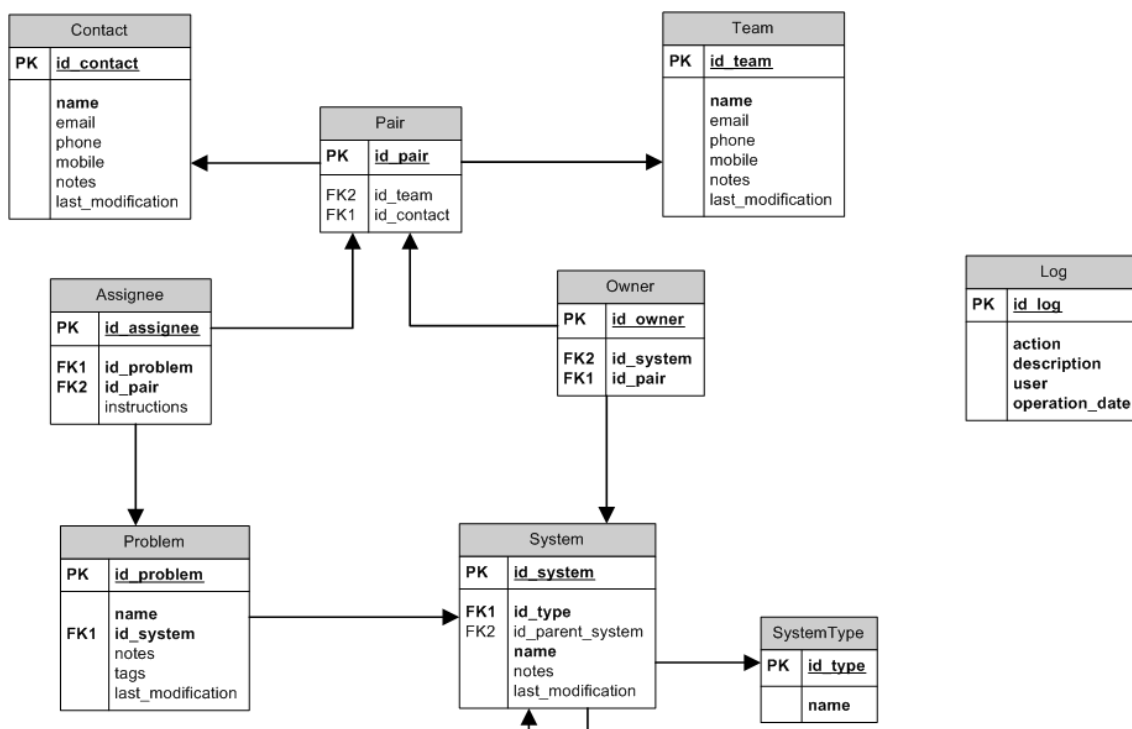 Contact
PK id_contact
name
email
phone
mobile
notes
last_modification
Team
PK id_team
name
email
phone
mobile
notes
last_modification
Pair
PK id_pair
FK2 id_team
FK1 id_contact
Assignee
PK id_assignee
FK1 id_problem
FK2 id_pair
instructions
Owner
PK id_owner
FK2 id_system
FK1 id_pair
Log
PK id_log
action
description
user
operation_date
Problem
PK id_problem
name
FK1 id_system
notes
tags
last_modification
System
PK id_system
FK1 id_type
FK2 id_parent_system
name
notes
last_modification
SystemType
PK id_type
name